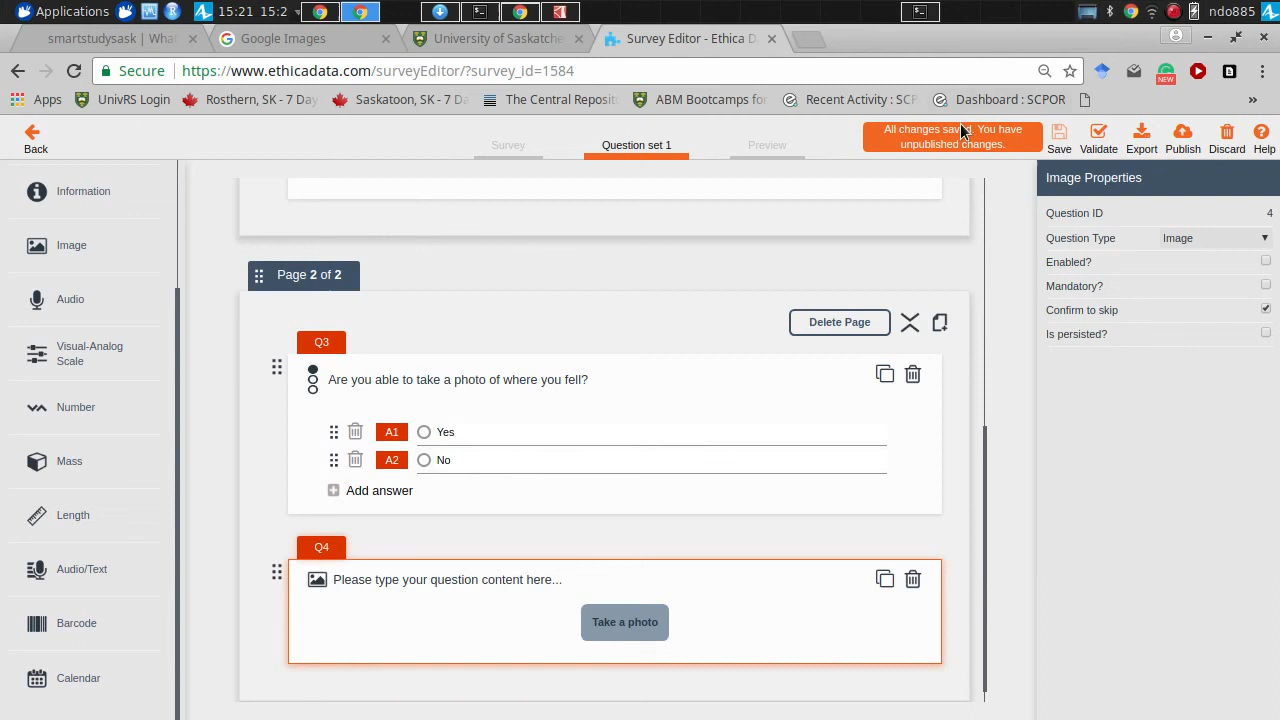 Applications 15:21 15:2 ndo885
smartstudysask | What
Google Images
University of Saskatche
Survey Editor - Ethica D
Secure https://www.ethicadata.com/surveyEditor/?survey_id=1584
NEW
Apps UnivRS Login Rosthern, SK - 7 Day Saskatoon, SK - 7 Da The Central Reposito ABM Bootcamps for Recent Activity : SCP Dashboard : SCPOR »
Back
Survey
Question set 1
Preview
All changes saved. You have
unpublished changes.
Save Validate Export Publish Discard Help
Information
Image
Audio
Visual-Analog
Scale
Number
Mass
Length
Audio/Text
Barcode
Calendar
Page 2 of 2
Delete Page
Q3
Are you able to take a photo of where you fell?
A1 Yes
A2 No
Add answer
Q4
Please type your question content here...
Take a photo
Image Properties
Question ID 4
Question Type Image
Enabled?
Mandatory?
Confirm to skip
Is persisted?